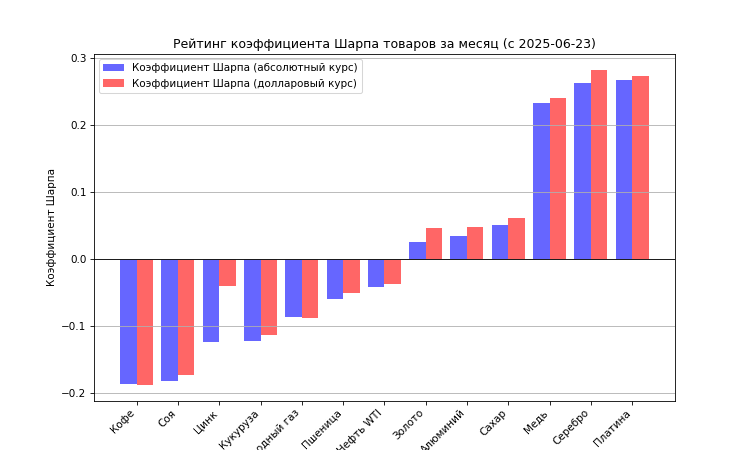 Рейтинг коэффициента Шарпа товаров за месяц (с 2025-06-23)
Коэффициент Шарпа (абсолютный курс)
Коэффициент Шарпа (долларовый курс)
Коэффициент Шарпа
0.3
0.2
0.1
0.0
−0.1
−0.2
Кофе
Соя
Цинк
Кукуруза
одный газ
Пшеница
Нефть WTI
Золото
Алюминий
Сахар
Медь
Серебро
Платина